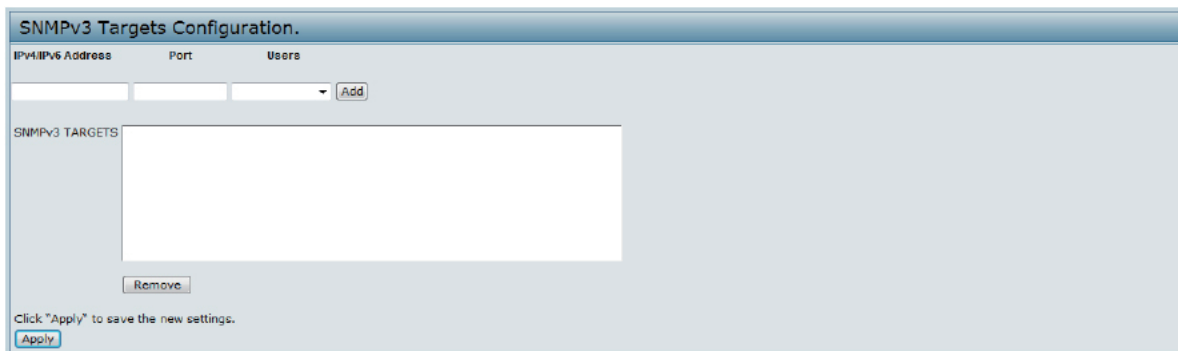 SNMPv3 Targets Configuration.
IPv4/IPv6 Address Port Users
Add
SNMPv3 TARGETS
Remove
Click "Apply" to save the new settings.
Apply